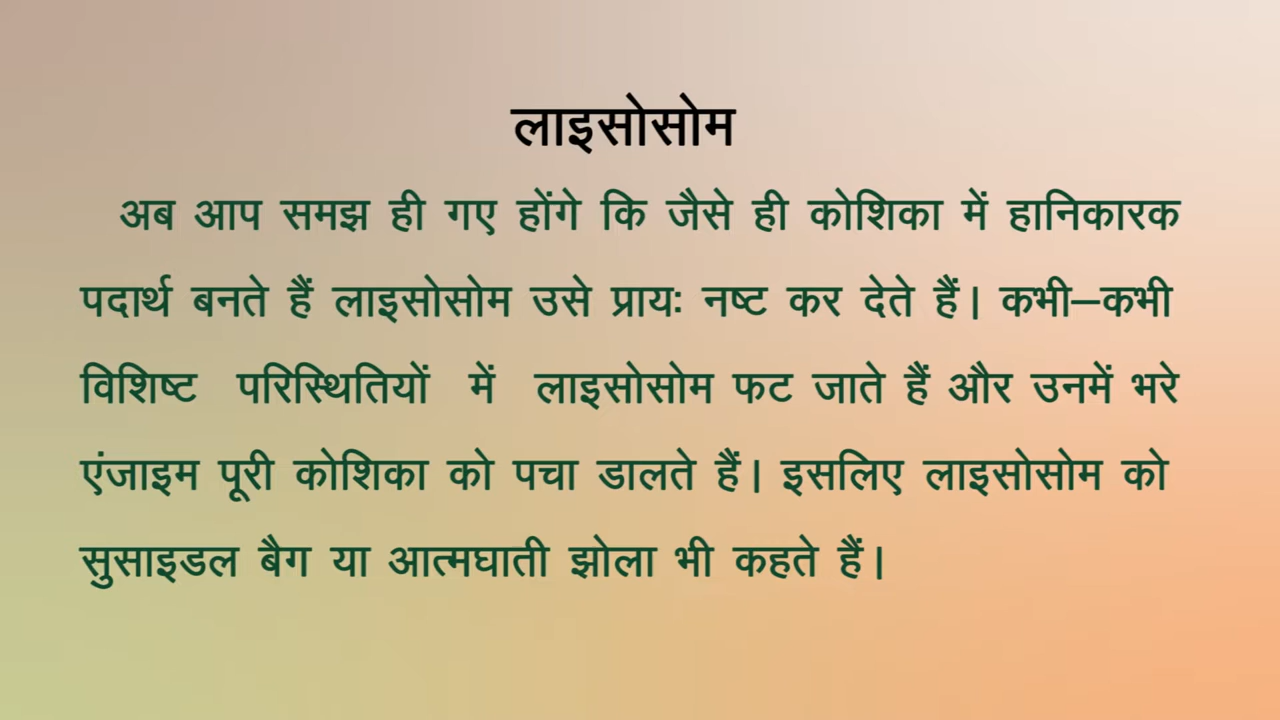 लाइसोसोम
अब आप समझ ही गए होंगे कि जैसे ही कोशिका में हानिकारक
पदार्थ बनते हैं लाइसोसोम उसे प्रायः नष्ट कर देते हैं। कभी–कभी
विशिष्ट परिस्थितियों में लाइसोसोम फट जाते हैं और उनमें भरे
एंजाइम पूरी कोशिका को पचा डालते हैं। इसलिए लाइसोसोम को
सुसाइडल बैग या आत्मघाती झोला भी कहते हैं।